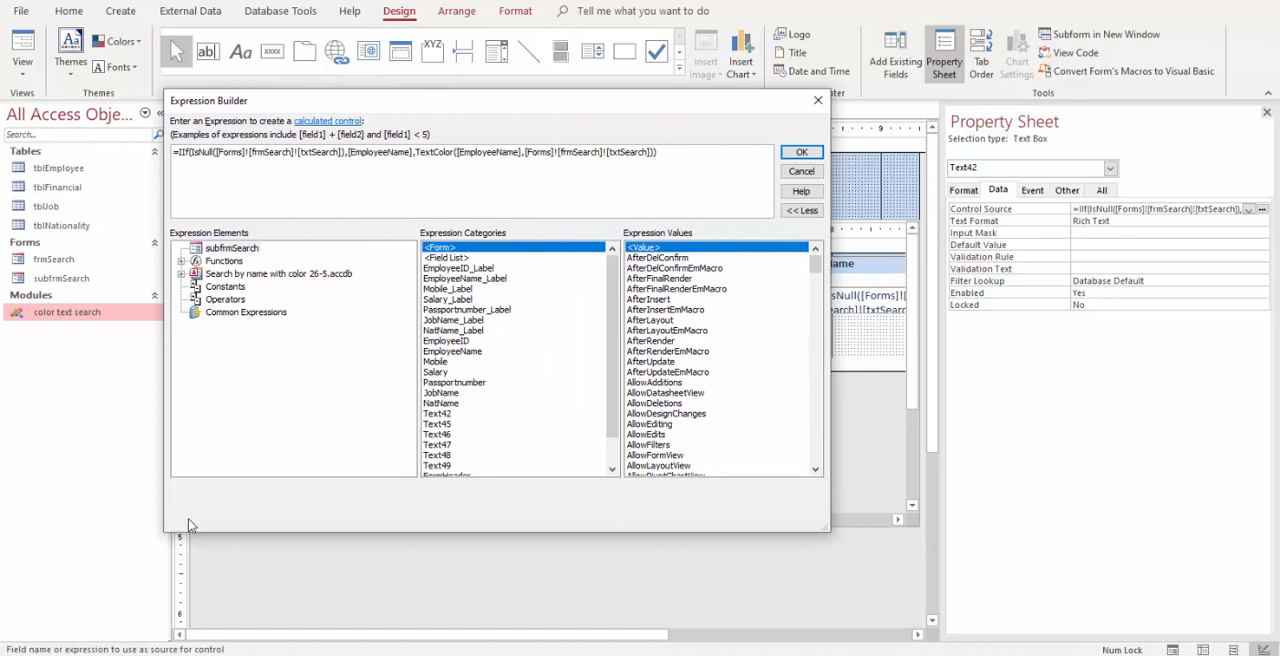 File Home Create External Data Database Tools Help Design Arrange Format Tell me what you want to do
View
Themes
Colors
Fonts
ab|
Aa
xxxx
XYZ
Insert Image
Insert Chart
Logo
Title
Date and Time
Add Existing Fields
Property Sheet
Tab Order
Chart Settings
Subform in New Window
View Code
Convert Form's Macros to Visual Basic
Views Themes Tools
All Access Obje...
Search...
Tables
tblEmployee
tblFinancial
tblJob
tblNationality
Forms
frmSearch
subfrmSearch
Modules
color text search
Expression Builder
Enter an Expression to create a calculated control:
(Examples of expressions include [field1] + [field2] and [field1] < 5)
=IIf(IsNull([Forms]![frmSearch]![txtSearch]),[EmployeeName],TextColor([EmployeeName],[Forms]![frmSearch]![txtSearch]))
OK
Cancel
Help
<< Less
Expression Elements
subfrmSearch
Functions
Search by name with color 26-5.accdb
Constants
Operators
Common Expressions
Expression Categories
<Form>
<Field List>
EmployeeID_Label
EmployeeName_Label
Mobile_Label
Salary_Label
Passportnumber_Label
JobName_Label
NatName_Label
EmployeeID
EmployeeName
Mobile
Salary
Passportnumber
JobName
NatName
Text42
Text45
Text46
Text47
Text48
Text49
Expression Values
<Value>
AfterDelConfirm
AfterDelConfirmEmMacro
AfterFinalRender
AfterFinalRenderEmMacro
AfterInsert
AfterInsertEmMacro
AfterLayout
AfterLayoutEmMacro
AfterRender
AfterRenderEmMacro
AfterUpdate
AfterUpdateEmMacro
AllowAdditions
AllowDatasheetView
AllowDeletions
AllowDesignChanges
AllowEditing
AllowEdits
AllowFilters
AllowFormView
AllowLayoutView
Property Sheet
Selection type: Text Box
Text42
Format Data Event Other All
Control Source =IIf(IsNull([Forms]![frmSearch]![txtSearch]),
Text Format Rich Text
Input Mask
Default Value
Validation Rule
Validation Text
Filter Lookup Database Default
Enabled Yes
Locked No
5
6
Field name or expression to use as source for control
Num Lock